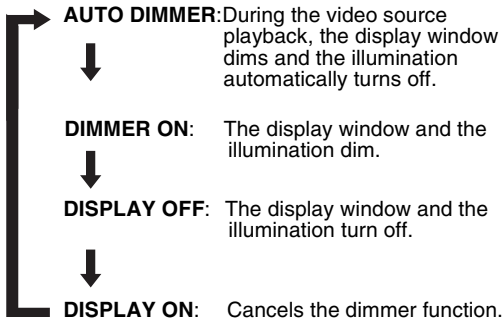 AUTO DIMMER:During the video source
playback, the display window
dims and the illumination
automatically turns off.
DIMMER ON: The display window and the
illumination dim.
DISPLAY OFF: The display window and the
illumination turn off.
DISPLAY ON: Cancels the dimmer function.